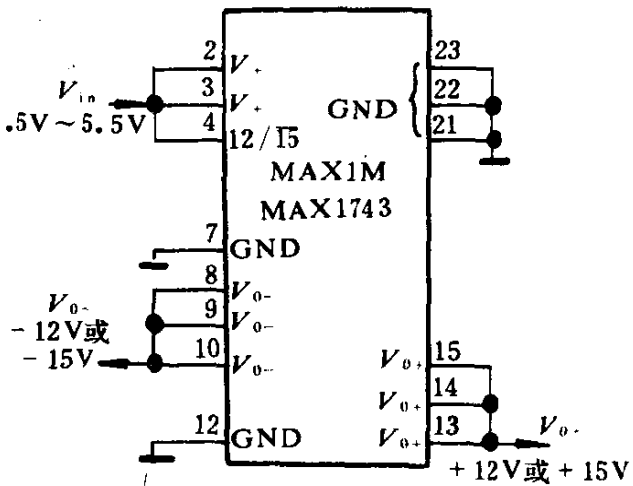 2
V+
23
Vin
3
V+
22
GND
.5V～5.5V
4
12/1̅5̅
21
MAX1M
MAX1743
7
GND
8
V0-
V0-
9
V0-
-12V或
-15V
10
V0-
V0+
15
V0+
14
12
GND
V0+
13
V0+
+12V或+15V